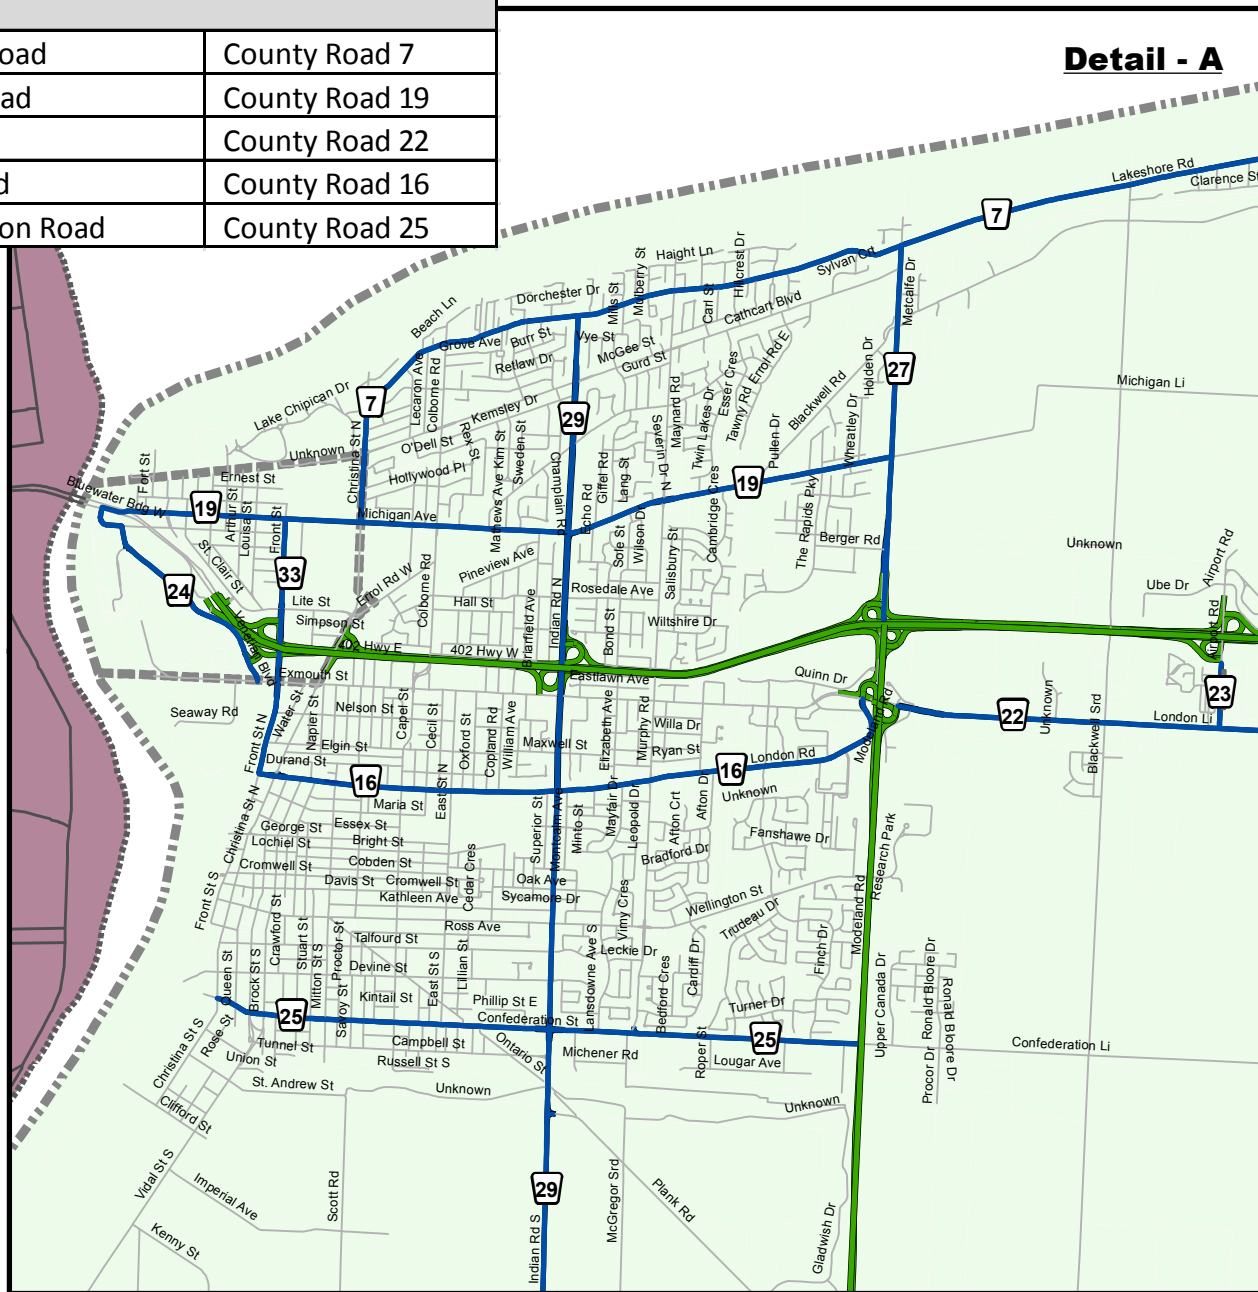 oad County Road 7
ad County Road 19
County Road 22
d County Road 16
on Road County Road 25
Detail - A
Lakeshore Rd
Clarence St
7
Haight Ln
Hillcrest Dr
Sylvan Crt
Mulberry St
Dorchester Dr
Mills St
Carl St
Cathcart Blvd
Metcalfe Dr
Beach Ln
Grove Ave
Burr St
Vye St
McGee St
Gurd St
Retlaw Dr
Errol Rd E
Esser Cres
Tawny Rd
Holden Dr
27
Michigan Li
Lecaron Ave
Colborne Rd
Blackwell Rd
Lake Chipican Dr
7
Kemsley Dr
29
Maynard Rd
Twin Lakes Dr
Wheatley Dr
Pullen Dr
Christina St N
O'Dell St
Rex St
Kim St
Sweden St
Severin Dr N
Unknown
Hollywood Pl
Champlain Rd
Giffel Rd
Lang St
Fort St
Ernest St
Bluewater Bdg W
19
Arthur St
Louisa St
Front St
Michigan Ave
Mathews Ave
Echo Rd
19
Cambridge Cres
The Rapids Pky
Berger Rd
Unknown
Airport Rd
St. Clair St
33
Errol Rd W
Colborne Rd
Pineview Ave
Sole St
Wilson Dr
Salisbury St
Rosedale Ave
Ube Dr
24
Lite St
Hall St
Briarfield Ave
Indian Rd N
Bond St
Wiltshire Dr
Simpson St
Venetian Blvd
402 Hwy E
402 Hwy W
Airport Rd
Exmouth St
Eastlawn Ave
Quinn Dr
Seaway Rd
Front St N
Water St
Napier St
Nelson St
Capel St
Cecil St
Oxford St
Copland Rd
William Ave
Elizabeth Ave
Murphy Rd
Willa Dr
Modeland Rd
22
Unknown
Blackwell Srd
London Li
23
Elgin St
Maxwell St
Ryan St
Durand St
16
East St N
16
London Rd
Maria St
Superior St
Montcalm Ave
Minto St
Mayfair Dr
Leopold Dr
Afton Crt
Afton Dr
Unknown
Christina St N
George St
Essex St
Lochiel St
Bright St
Fanshawe Dr
Research Park
Cromwell St
Cobden St
Cedar Cres
Bradford Dr
Davis St
Cromwell St
Oak Ave
Kathleen Ave
Sycamore Dr
Vimy Cres
Wellington St
Front St S
Crawford St
Stuart St
Proctor St
Ross Ave
Trudeau Dr
Modeland Rd
Talfourd St
Lansdowne Ave S
Leckie Dr
Finch Dr
Queen St
Brock St S
Mitton St S
Devine St
East St S
Lillian St
Bedford Cres
Cardiff Dr
Ronald Bloore Dr
Ronald Bloore Dr
Savoy St
Kintail St
Phillip St E
Turner Dr
Upper Canada Dr
25
Confederation St
25
Rose St
Christina St S
Tunnel St
Campbell St
Ontario St
Michener Rd
Roper St
Lougar Ave
Confederation Li
Procor Dr
Union St
Russell St S
St. Andrew St
Unknown
Unknown
Clifford St
Vidal St S
Imperial Ave
Scott Rd
29
McGregor Srd
Plank Rd
Kenny St
Indian Rd S
Gladwish Dr